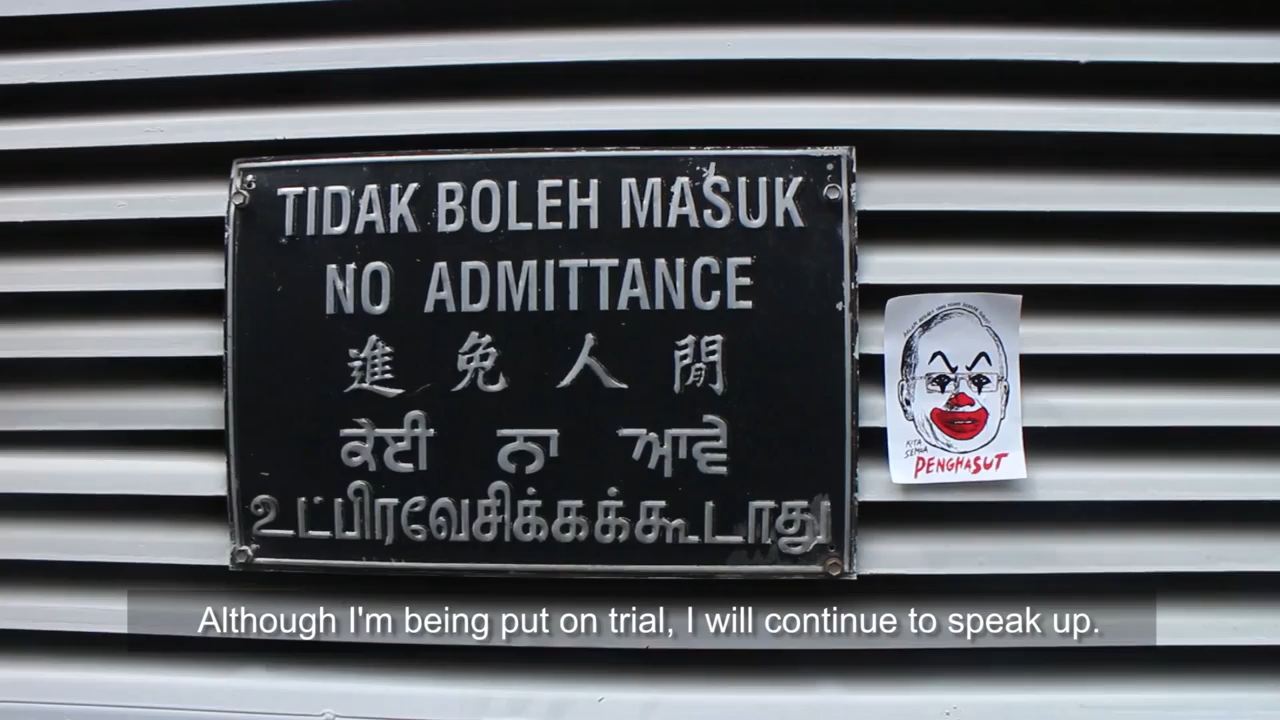 TIDAK BOLEH MASUK
NO ADMITTANCE
閒人免進
ਕੋਈ ਨਾ ਆਵੇ
உட்பிரவேசிக்கக்கூடாது
KITA
SEMUA
PENGHASUT
Although I'm being put on trial, I will continue to speak up.